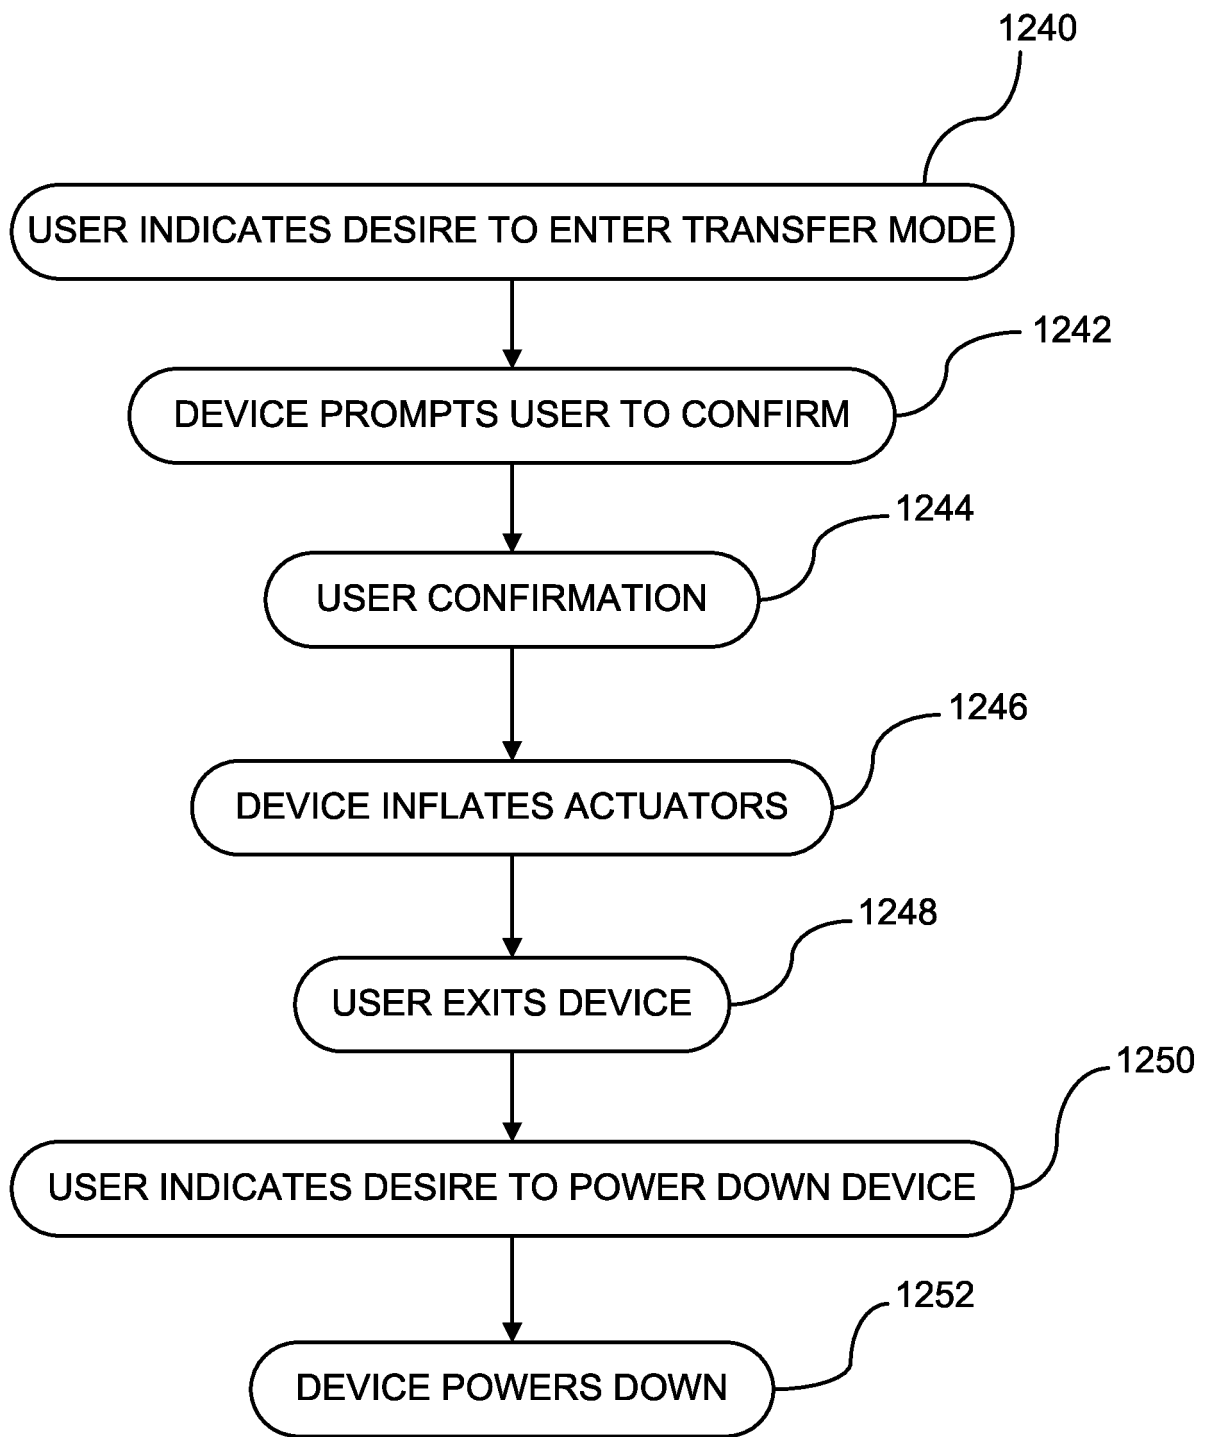 1240
USER INDICATES DESIRE TO ENTER TRANSFER MODE
1242
DEVICE PROMPTS USER TO CONFIRM
1244
USER CONFIRMATION
1246
DEVICE INFLATES ACTUATORS
1248
USER EXITS DEVICE
1250
USER INDICATES DESIRE TO POWER DOWN DEVICE
1252
DEVICE POWERS DOWN